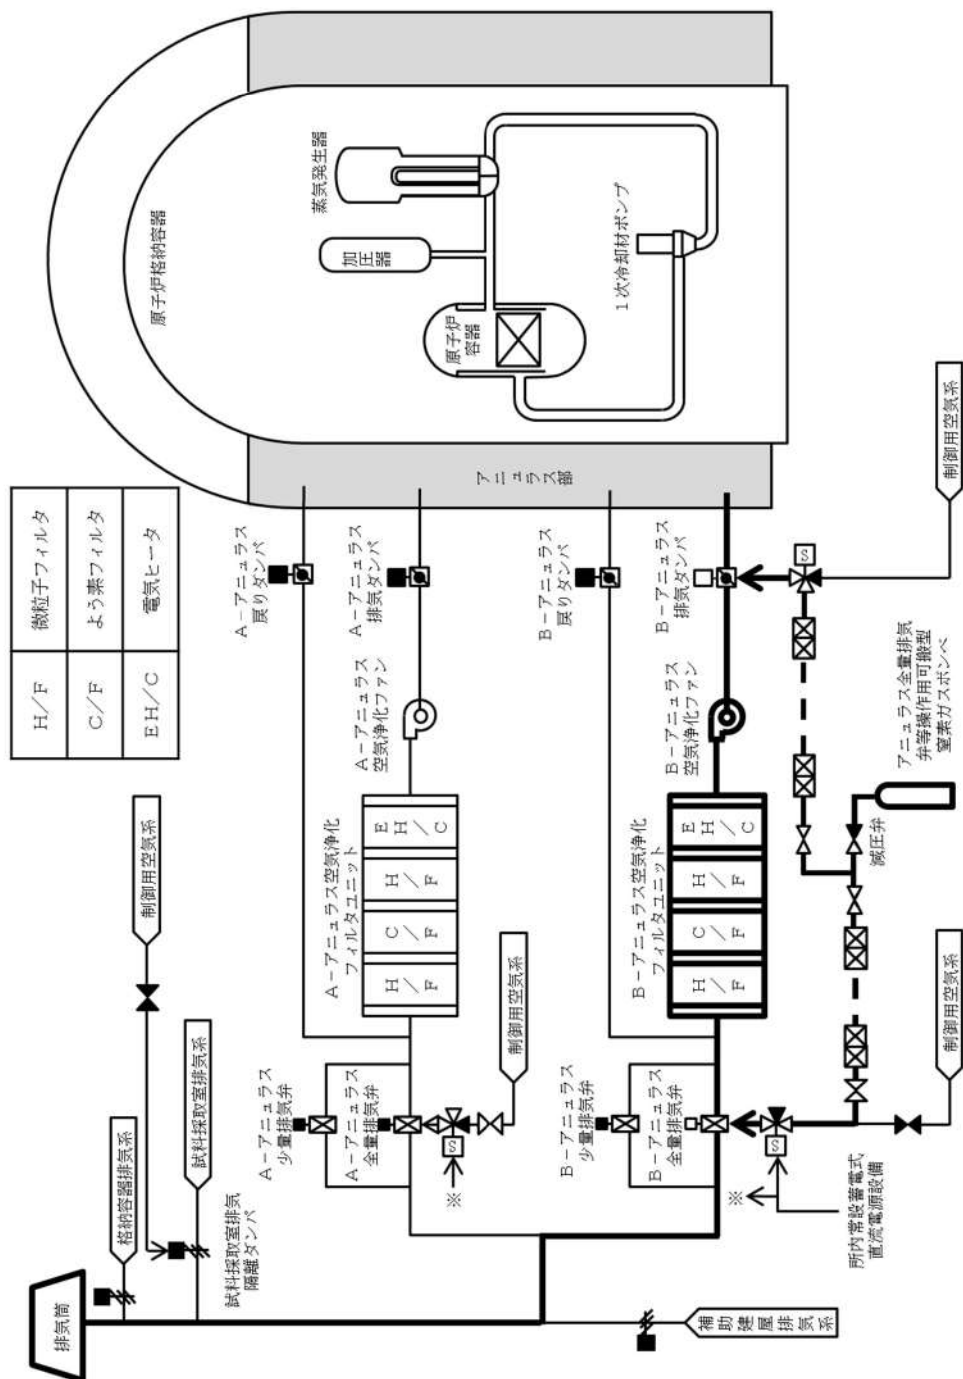 排気筒
格納容器排気系
試料採取室排気系
制御用空気系
試料採取室排気
隔離ダンパ
H/F
微粒子フィルタ
C/F
よう素フィルタ
EH/C
電気ヒータ
原子炉格納容器
蒸気発生器
加圧器
原子炉
容器
1次冷却材ポンプ
アニュラス部
A-アニュラス
戻りダンパ
A-アニュラス
排気ダンパ
A-アニュラス
空気浄化ファン
A-アニュラス空気浄化
フィルタユニット
H/F
C/F
H/F
EH/C
A-アニュラス
少量排気弁
A-アニュラス
全量排気弁
S
※
制御用空気系
B-アニュラス
戻りダンパ
B-アニュラス
排気ダンパ
B-アニュラス
空気浄化ファン
B-アニュラス空気浄化
フィルタユニット
H/F
C/F
H/F
EH/C
B-アニュラス
少量排気弁
B-アニュラス
全量排気弁
S
※
所内常設蓄電式
直流電源設備
補助建屋排気系
制御用空気系
減圧弁
アニュラス全量排気
弁等操作用可搬型
窒素ガスボンベ
S
制御用空気系